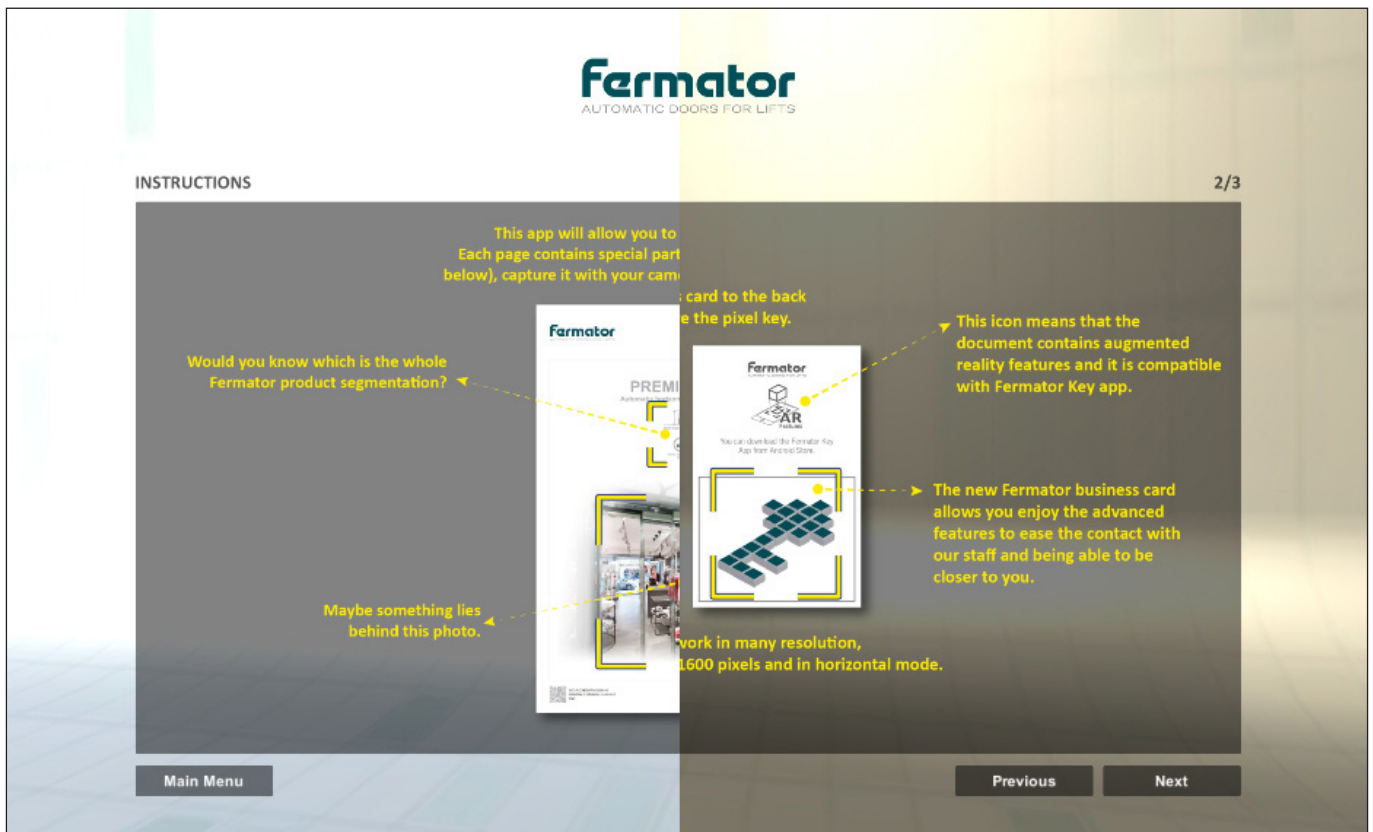 Fermator
AUTOMATIC DOORS FOR LIFTS
INSTRUCTIONS
2/3
This app will allow you to
Each page contains special part
below), capture it with your came
Would you know which is the whole
Fermator product segmentation?
Maybe something lies
behind this photo.
Fermator
PREMI
card to the back
e the pixel key.
Fermator
AR
Features
You can download the Fermator Key
App from Android Store.
This icon means that the
document contains augmented
reality features and it is compatible
with Fermator Key app.
The new Fermator business card
allows you enjoy the advanced
features to ease the contact with
our staff and being able to be
closer to you.
work in many resolution,
1600 pixels and in horizontal mode.
Main Menu
Previous
Next